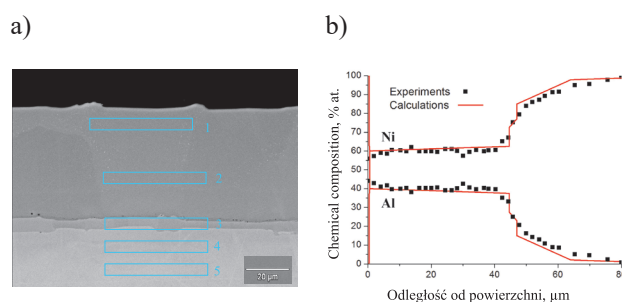 a)
b)
1
2
3
4
5
20 µm
100
90
80
70
60
50
40
30
20
10
0
Experiments
Calculations
Ni
Al
Chemical composition, % at.
0 20 40 60 80
Odległość od powierzchni, µm